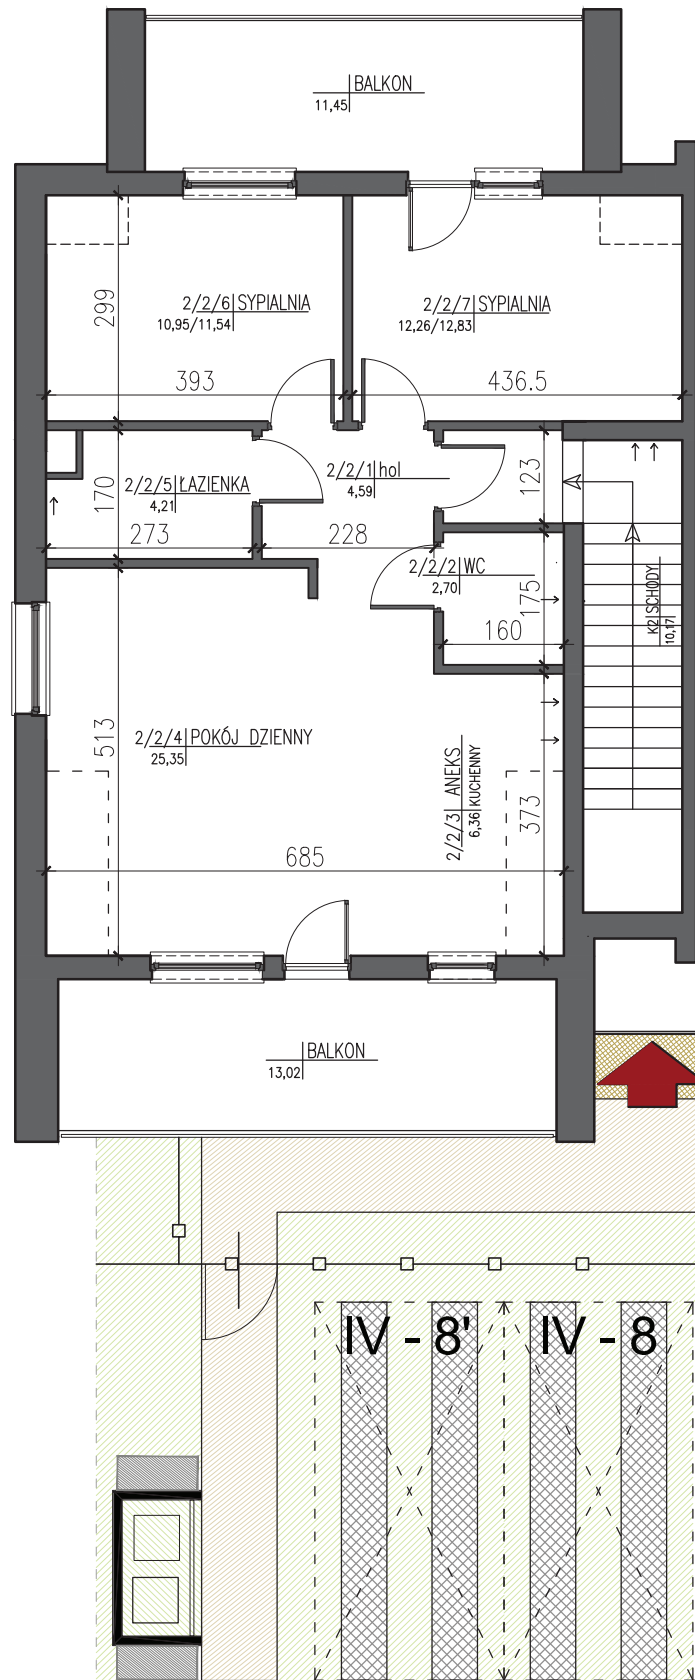 BALKON
11,45
2/2/6 SYPIALNIA
10,95/11,54
2/2/7 SYPIALNIA
12,26/12,83
299
393
436.5
2/2/5 ŁAZIENKA
4,21
170
273
2/2/1 hol
4,59
228
123
2/2/2 WC
2,70
175
160
K2 SCHODY
10,17
2/2/4 POKÓJ DZIENNY
25,35
513
2/2/3 ANEKS
6,36 KUCHENNY
373
685
BALKON
13,02
IV - 8'
IV - 8